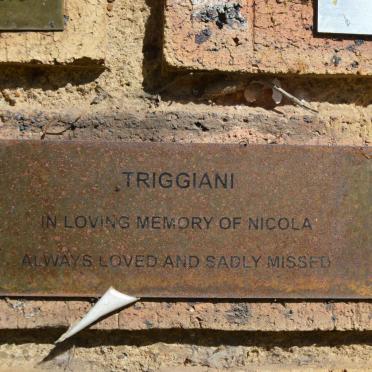 TRIGGIANI
IN LOVING MEMORY OF NICOLA
ALWAYS LOVED AND SADLY MISSED